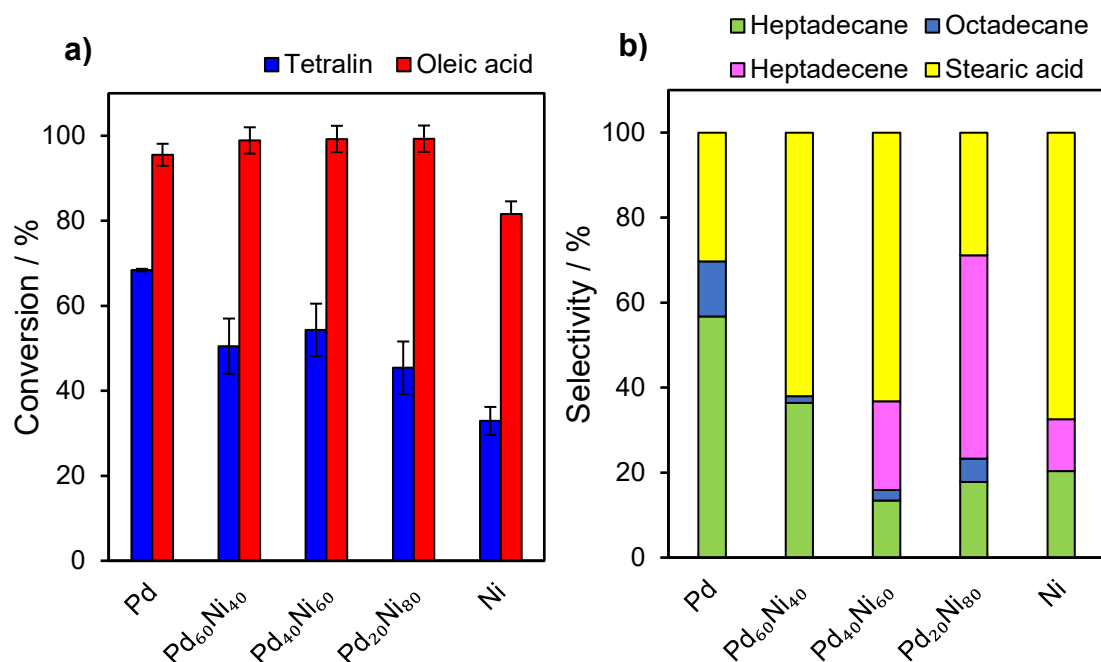 a)
Tetralin Oleic acid
Conversion / %
100
80
60
40
20
0
Pd
Pd₆₀Ni₄₀
Pd₄₀Ni₆₀
Pd₂₀Ni₈₀
Ni
b)
Heptadecane Octadecane
Heptadecene Stearic acid
Selectivity / %
100
80
60
40
20
0
Pd
Pd₆₀Ni₄₀
Pd₄₀Ni₆₀
Pd₂₀Ni₈₀
Ni